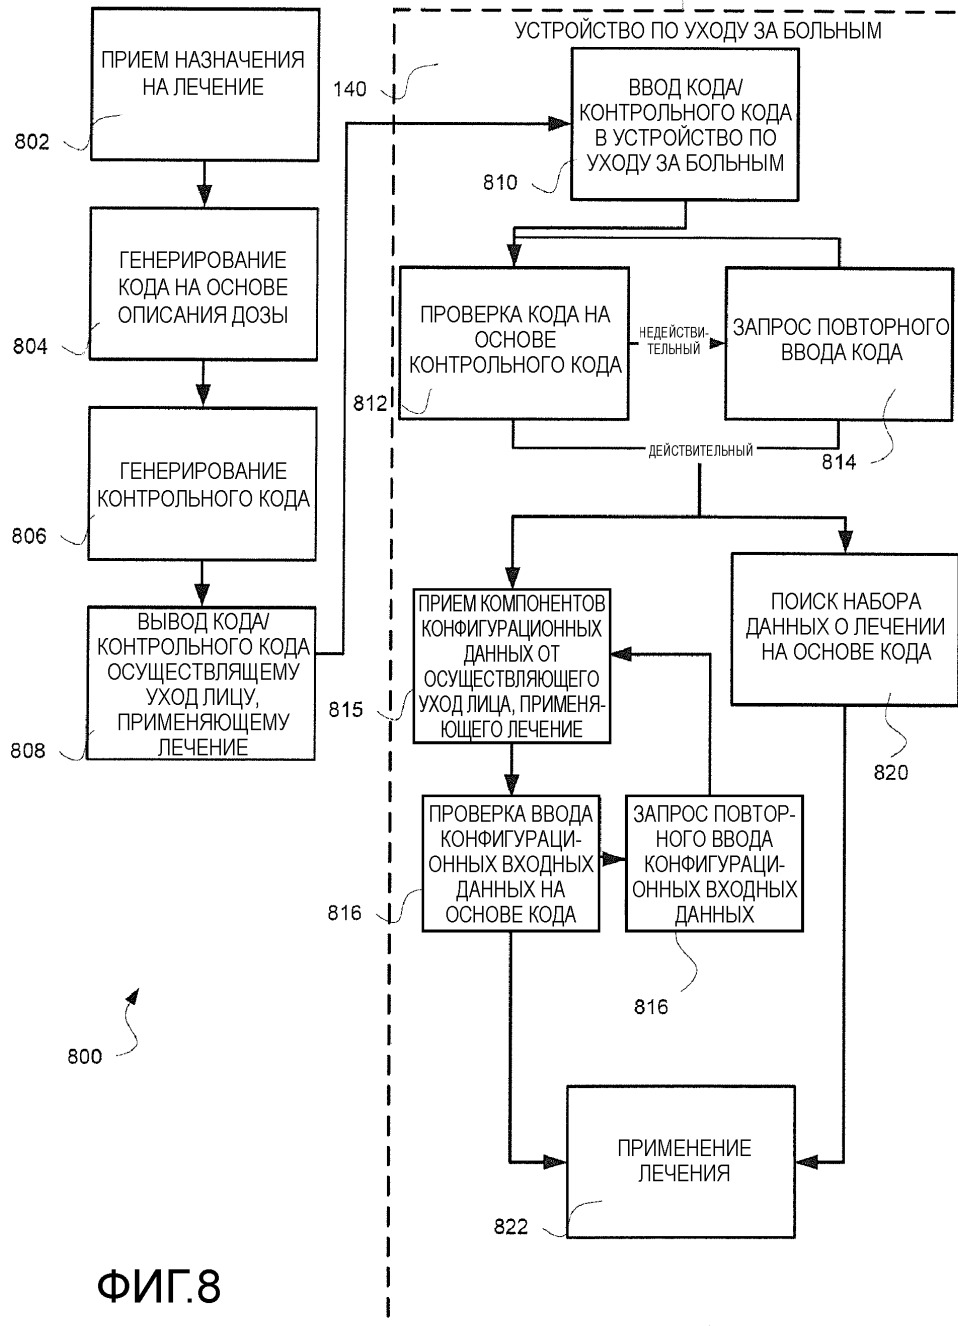 ПРИЕМ НАЗНАЧЕНИЯ
НА ЛЕЧЕНИЕ
802
ГЕНЕРИРОВАНИЕ
КОДА НА ОСНОВЕ
ОПИСАНИЯ ДОЗЫ
804
ГЕНЕРИРОВАНИЕ
КОНТРОЛЬНОГО КОДА
806
ВЫВОД КОДА/
КОНТРОЛЬНОГО КОДА
ОСУЩЕСТВЛЯЩЕМУ
УХОД ЛИЦУ,
ПРИМЕНЯЮЩЕМУ
ЛЕЧЕНИЕ
808
УСТРОЙСТВО ПО УХОДУ ЗА БОЛЬНЫМ
140
ВВОД КОДА/
КОНТРОЛЬНОГО КОДА
В УСТРОЙСТВО ПО
УХОДУ ЗА БОЛЬНЫМ
810
ПРОВЕРКА КОДА НА
ОСНОВЕ
КОНТРОЛЬНОГО КОДА
812
НЕДЕЙСТВИ-
ТЕЛЬНЫЙ
ЗАПРОС ПОВТОРНОГО
ВВОДА КОДА
814
ДЕЙСТВИТЕЛЬНЫЙ
ПРИЕМ КОМПОНЕНТОВ
КОНФИГУРАЦИОННЫХ
ДАННЫХ ОТ
ОСУЩЕСТВЛЯЮЩЕГО
УХОД ЛИЦА, ПРИМЕНЯ-
ЮЩЕГО ЛЕЧЕНИЕ
815
ПОИСК НАБОРА
ДАННЫХ О ЛЕЧЕНИИ
НА ОСНОВЕ КОДА
820
ПРОВЕРКА ВВОДА
КОНФИГУРАЦИ-
ОННЫХ ВХОДНЫХ
ДАННЫХ НА
ОСНОВЕ КОДА
816
ЗАПРОС ПОВТОР-
НОГО ВВОДА
КОНФИГУРАЦИ-
ОННЫХ ВХОДНЫХ
ДАННЫХ
816
800
ПРИМЕНЕНИЕ
ЛЕЧЕНИЯ
822
ФИГ.8